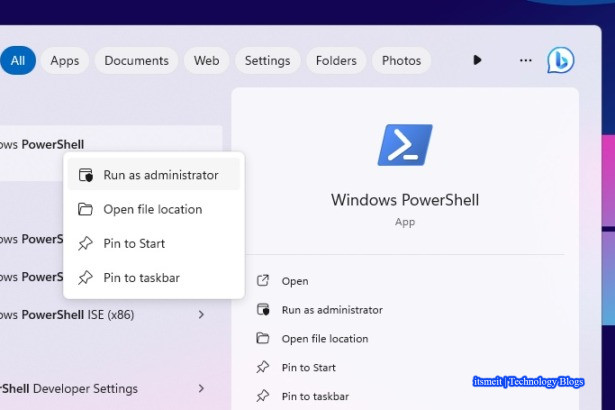 All Apps Documents Web Settings Folders Photos
ows PowerShell
Run as administrator
Open file location
Pin to Start
Pin to taskbar
ows PowerS
ows PowerS
ows PowerShell ISE (x86)
rShell Developer Settings
Windows PowerShell
App
Open
Run as administrator
Open file location
Pin to Start
Pin to taskbar
itsmeit | Technology Blogs